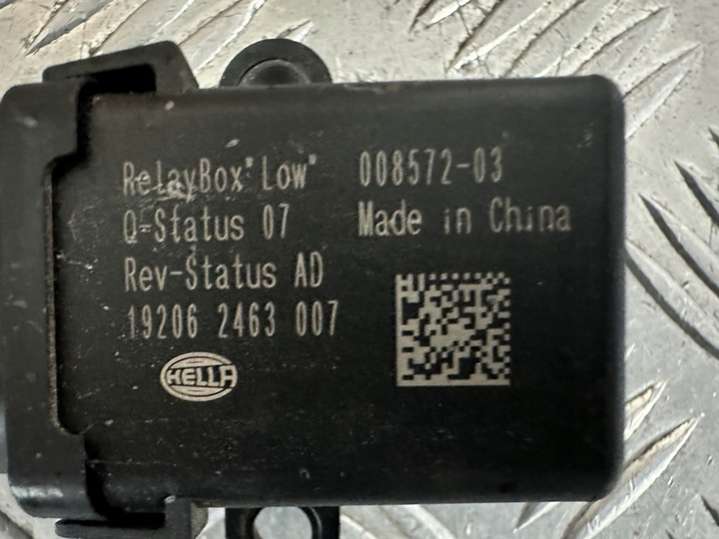 RelayBox"Low" 008572-03
Q-Status 07 Made in China
Rev-Status AD
19206 2463 007
HELLA